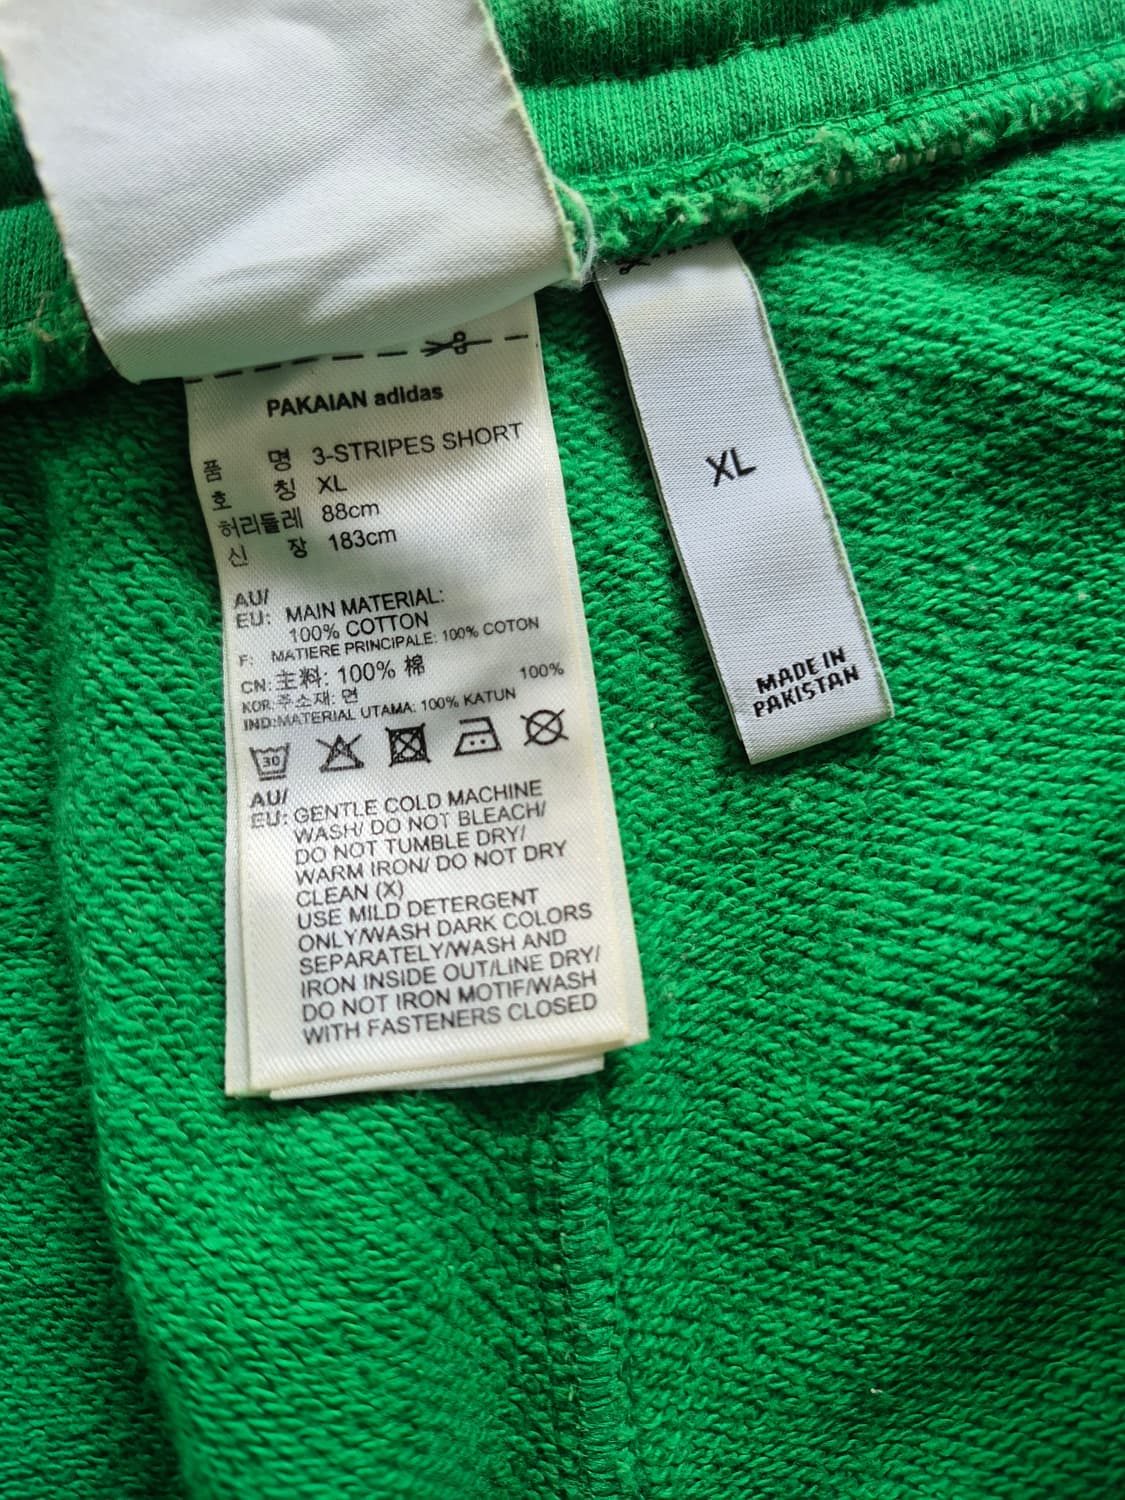 PAKAIAN adidas
품 명 3-STRIPES SHORT
호 칭 XL
허리둘레 88cm
신 장 183cm
AU/
EU: MAIN MATERIAL:
100% COTTON
F: MATIERE PRINCIPALE: 100% COTON
CN: 主料: 100% 棉
KOR: 주소재: 면 100%
IND:MATERIAL UTAMA: 100% KATUN
30
AU/
EU: GENTLE COLD MACHINE
WASH/ DO NOT BLEACH/
DO NOT TUMBLE DRY/
WARM IRON/ DO NOT DRY
CLEAN (X)
USE MILD DETERGENT
ONLY/WASH DARK COLORS
SEPARATELY/WASH AND
IRON INSIDE OUT/LINE DRY/
DO NOT IRON MOTIF/WASH
WITH FASTENERS CLOSED
XL
MADE IN
PAKISTAN